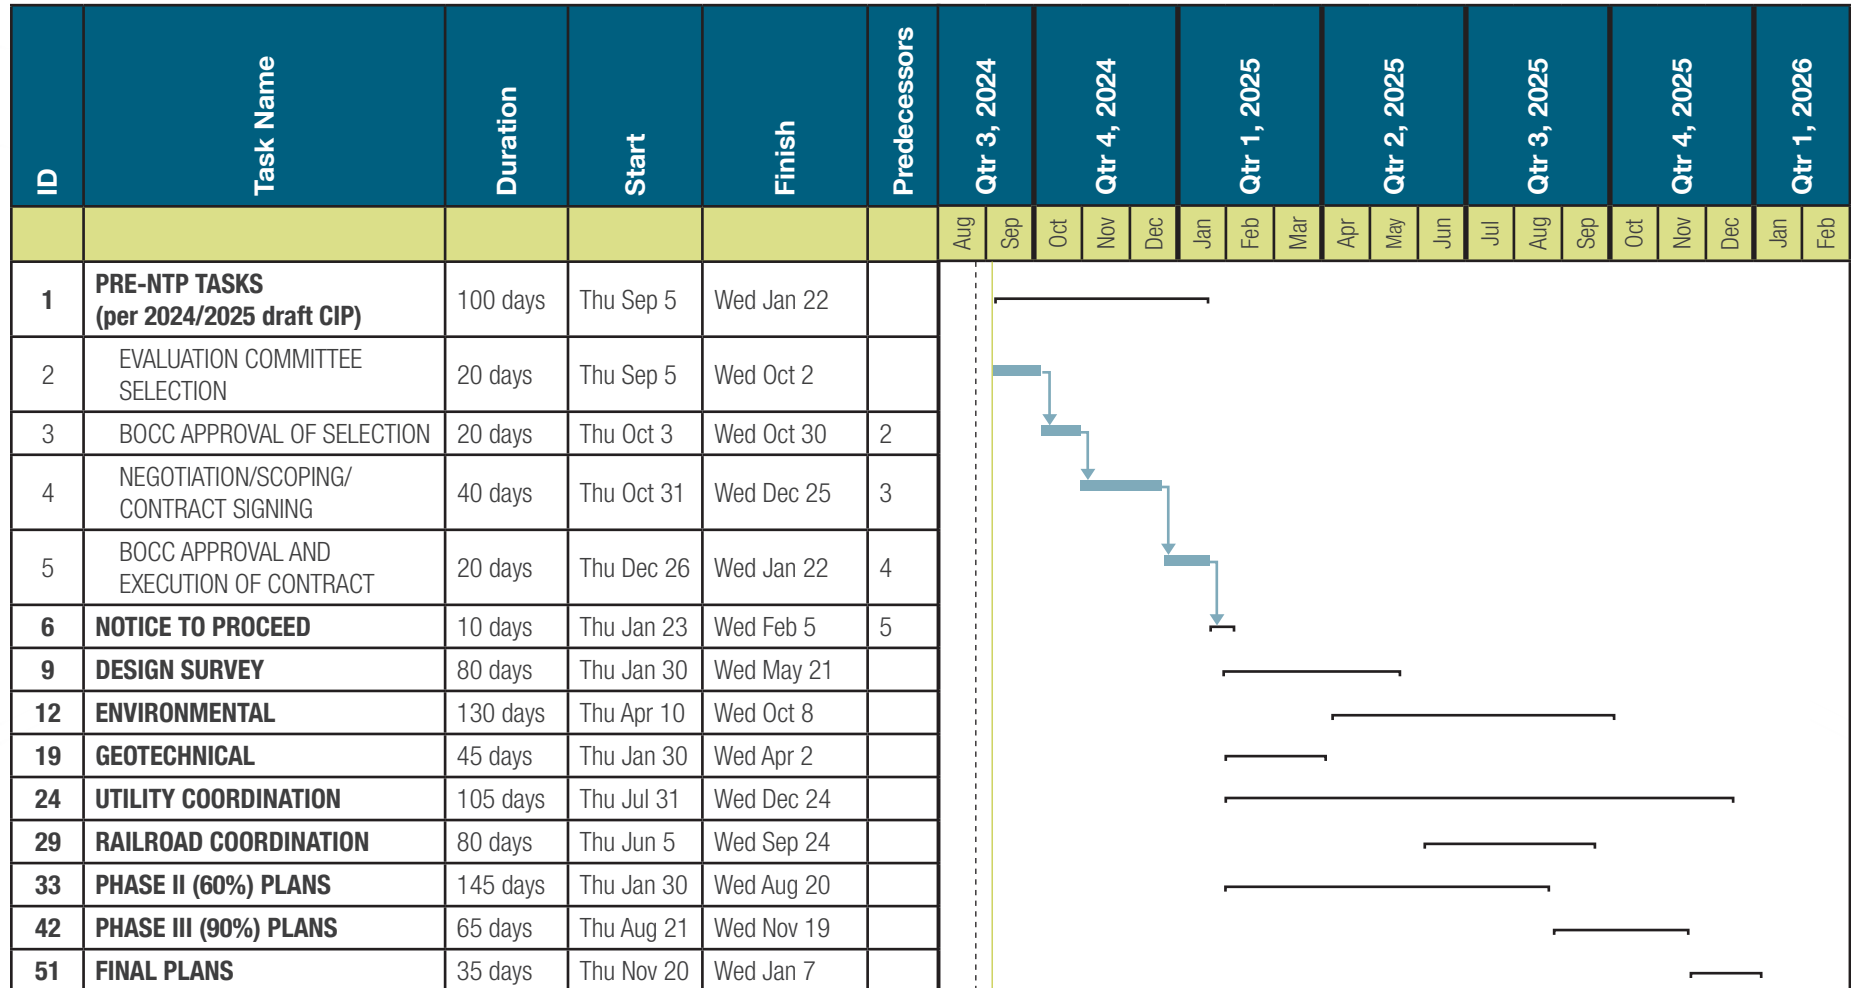 ID Task Name Duration Start Finish Predecessors Qtr 3, 2024 Qtr 4, 2024 Qtr 1, 2025 Qtr 2, 2025 Qtr 3, 2025 Qtr 4, 2025 Qtr 1, 2026
Aug Sep Oct Nov Dec Jan Feb Mar Apr May Jun Jul Aug Sep Oct Nov Dec Jan Feb
1 PRE-NTP TASKS
(per 2024/2025 draft CIP) 100 days Thu Sep 5 Wed Jan 22
2 EVALUATION COMMITTEE
SELECTION 20 days Thu Sep 5 Wed Oct 2
3 BOCC APPROVAL OF SELECTION 20 days Thu Oct 3 Wed Oct 30 2
4 NEGOTIATION/SCOPING/
CONTRACT SIGNING 40 days Thu Oct 31 Wed Dec 25 3
5 BOCC APPROVAL AND
EXECUTION OF CONTRACT 20 days Thu Dec 26 Wed Jan 22 4
6 NOTICE TO PROCEED 10 days Thu Jan 23 Wed Feb 5 5
9 DESIGN SURVEY 80 days Thu Jan 30 Wed May 21
12 ENVIRONMENTAL 130 days Thu Apr 10 Wed Oct 8
19 GEOTECHNICAL 45 days Thu Jan 30 Wed Apr 2
24 UTILITY COORDINATION 105 days Thu Jul 31 Wed Dec 24
29 RAILROAD COORDINATION 80 days Thu Jun 5 Wed Sep 24
33 PHASE II (60%) PLANS 145 days Thu Jan 30 Wed Aug 20
42 PHASE III (90%) PLANS 65 days Thu Aug 21 Wed Nov 19
51 FINAL PLANS 35 days Thu Nov 20 Wed Jan 7